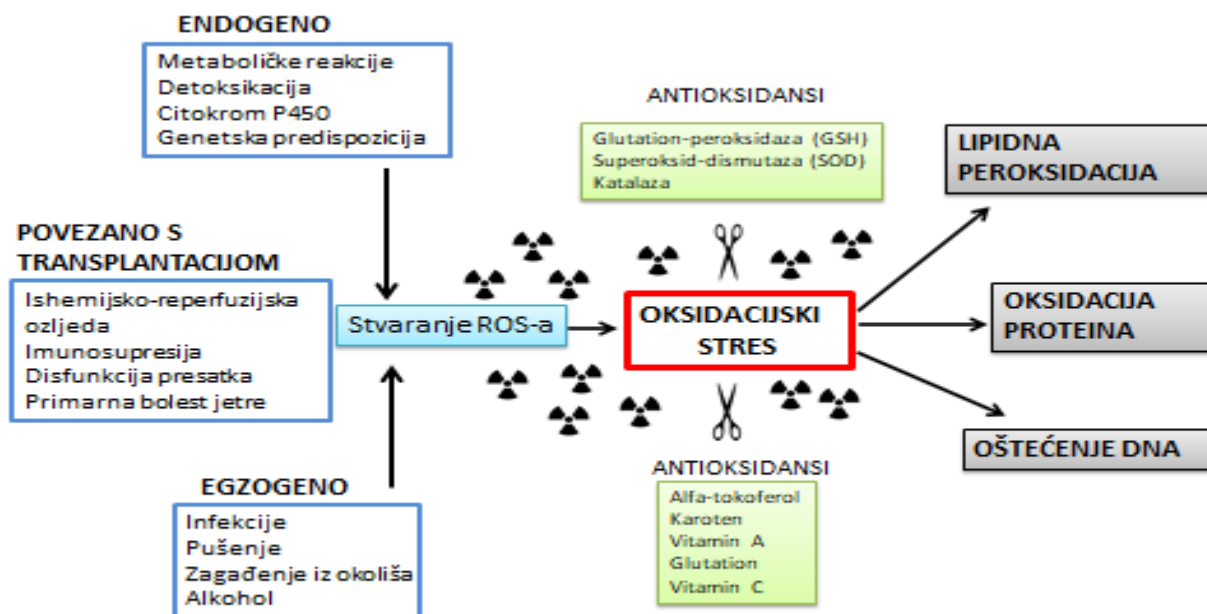 ENDOGENO
Metaboličke reakcije
Detoksikacija
Citokrom P450
Genetska predispozicija
POVEZANO S
TRANSPLANTACIJOM
Ishemijsko-reperfuzijska
ozljeda
Imunosupresija
Disfunkcija presatka
Primarna bolest jetre
EGZOGENO
Infekcije
Pušenje
Zagađenje iz okoliša
Alkohol
Stvaranje ROS-a
ANTIOKSIDANSI
Glutation-peroksidaza (GSH)
Superoksid-dismutaza (SOD)
Katalaza
OKSIDACIJSKI
STRES
ANTIOKSIDANSI
Alfa-tokoferol
Karoten
Vitamin A
Glutation
Vitamin C
LIPIDNA
PEROKSIDACIJA
OKSIDACIJA
PROTEINA
OŠTEĆENJE DNA